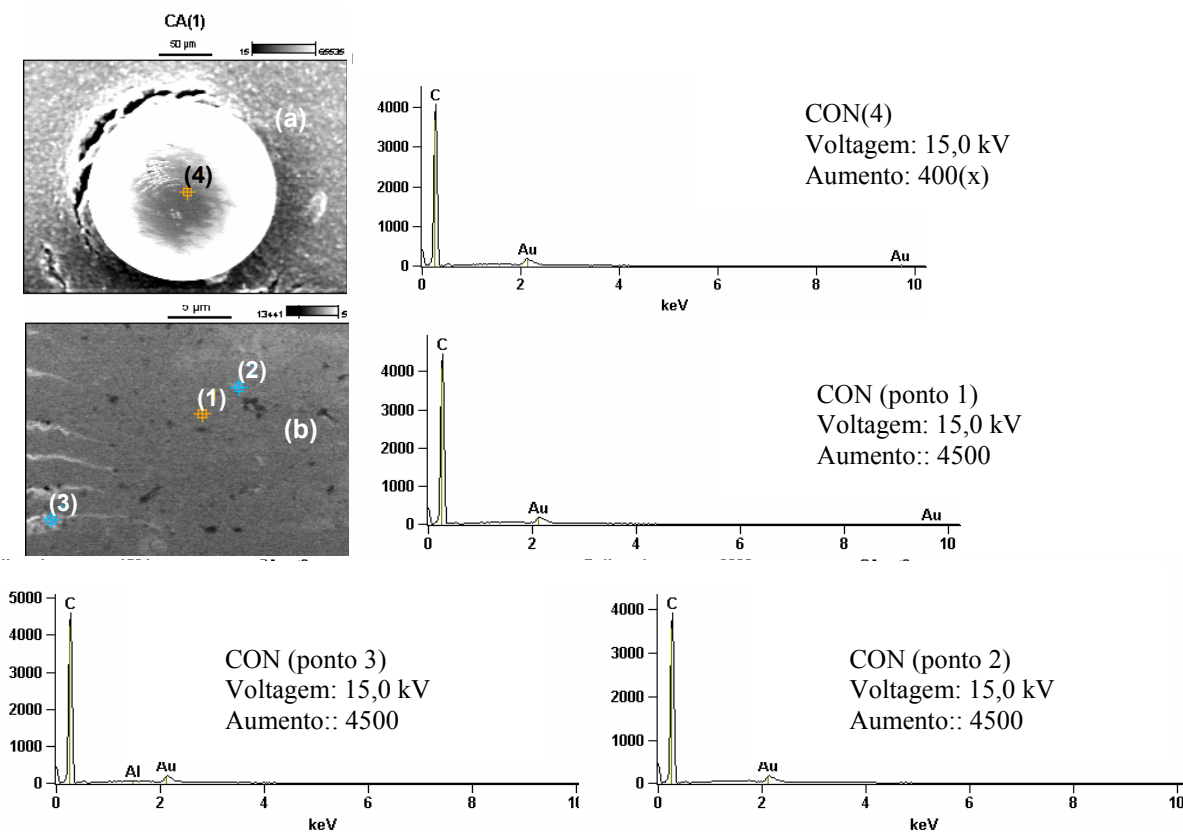 CA(1)
50 µm
15 65535
(a)
(4)
C
4000
3000
2000
1000
0
Au
Au
0 2 4 6 8 10
keV
CON(4)
Voltagem: 15,0 kV
Aumento: 400(x)
5 µm
(2)
(1)
(b)
(3)
C
4000
3000
2000
1000
0
Au
Au
0 2 4 6 8 10
keV
CON (ponto 1)
Voltagem: 15,0 kV
Aumento:: 4500
5000
4000
3000
2000
1000
0
C
Al
Au
0 2 4 6 8
keV
CON (ponto 3)
Voltagem: 15,0 kV
Aumento:: 4500
4000
3000
2000
1000
0
C
Au
0 2 4 6 8
keV
CON (ponto 2)
Voltagem: 15,0 kV
Aumento:: 4500